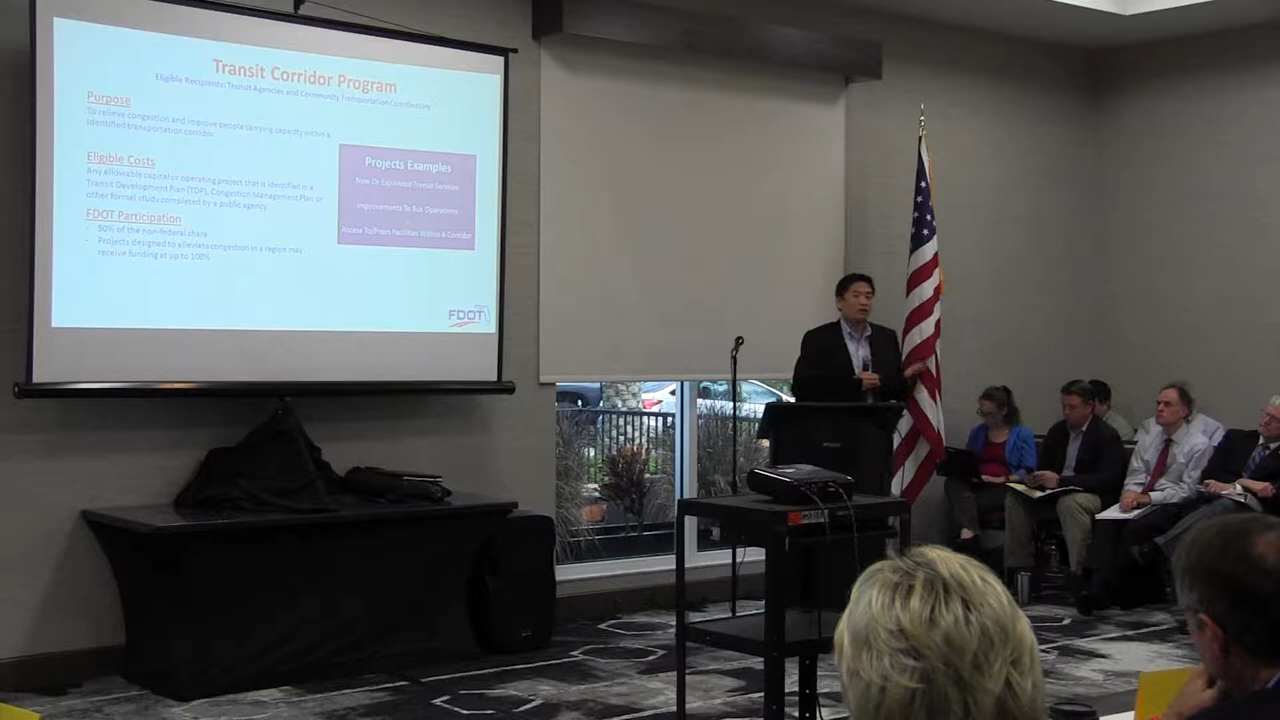 Transit Corridor Program
Eligible Recipients: Transit Agencies and Community Transportation Coordinators
Purpose
To relieve congestion and improve people carrying capacity within a
identified transportation corridor
Eligible Costs
Any allowable capital or operating project that is identified in a
Transit Development Plan (TDP), Congestion Management Plan or
other formal study completed by a public agency
FDOT Participation
- 50% of the non-federal share
- Projects designed to alleviate congestion in a region may
receive funding at up to 100%
Projects Examples
New Or Expanded Transit Services
Improvements To Bus Operations
Access To/From Facilities Within A Corridor
FDOT